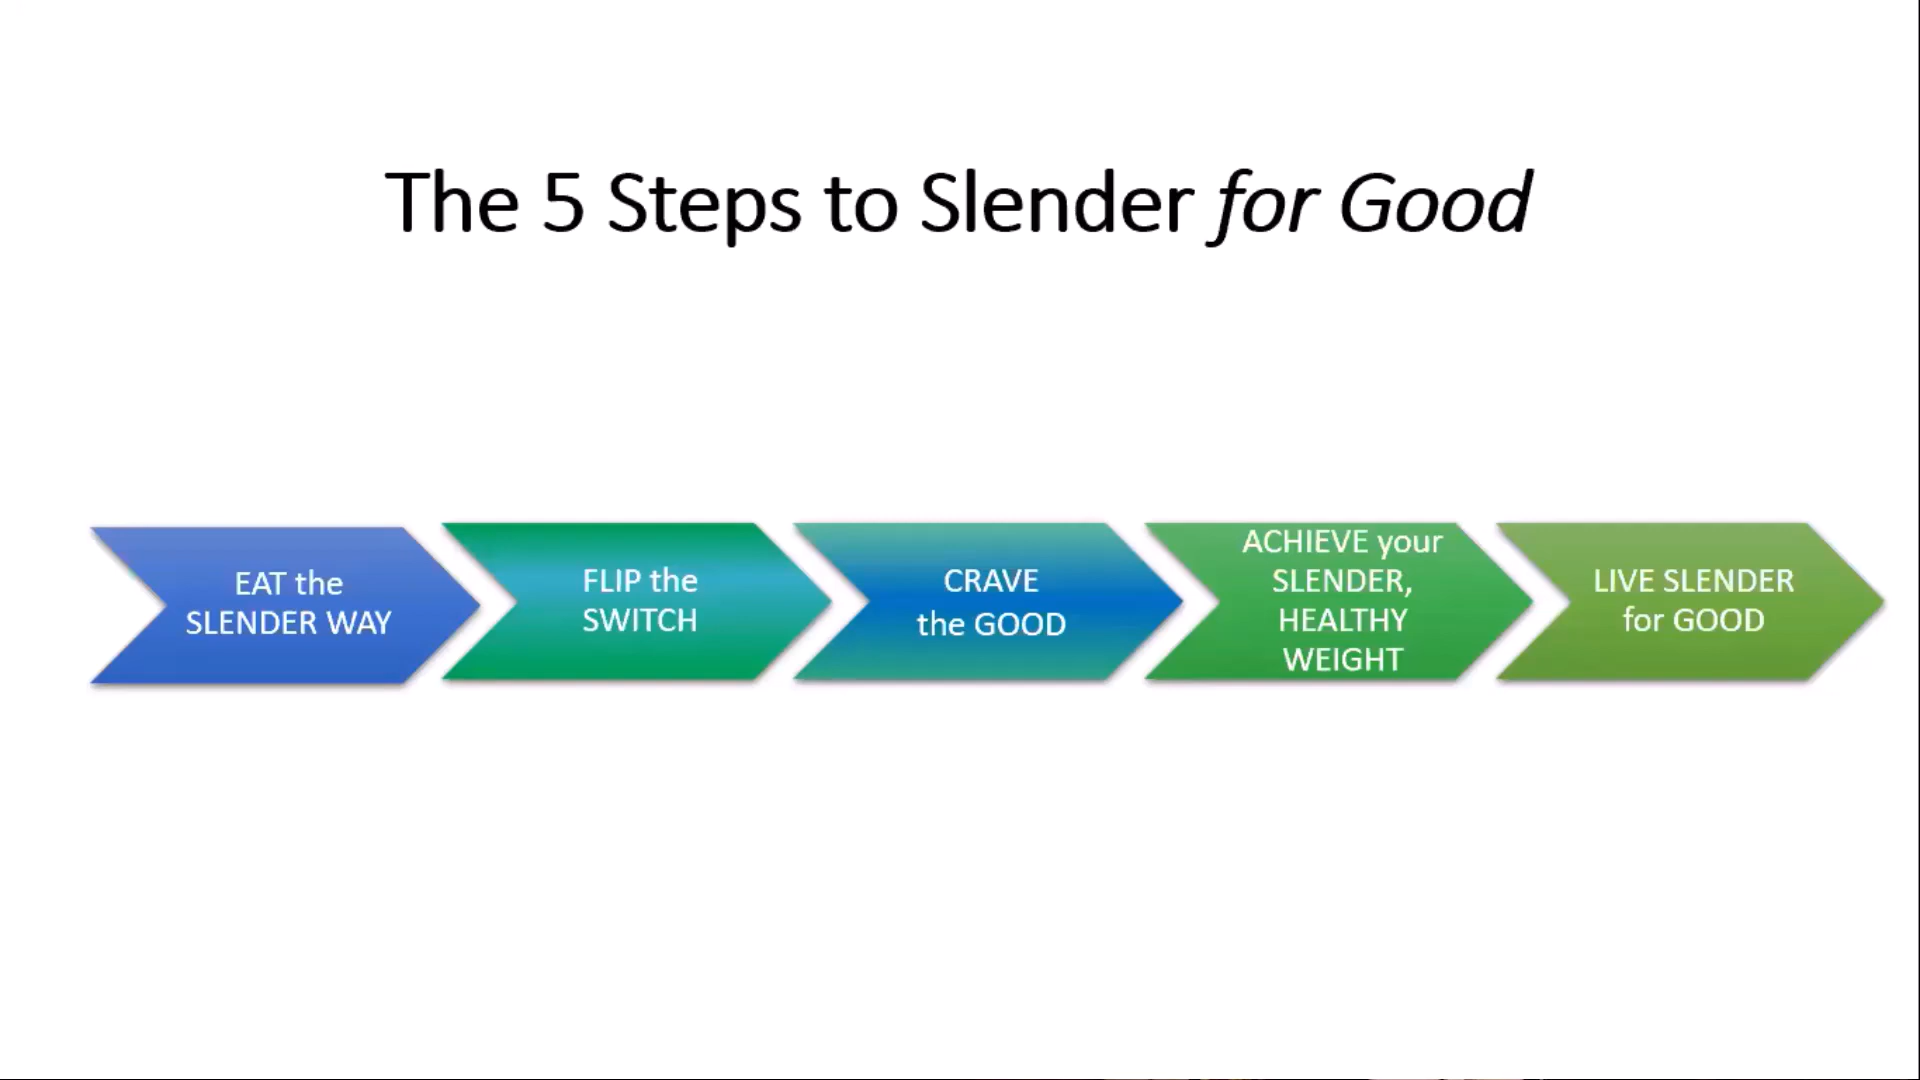 The 5 Steps to Slender for Good
EAT the
SLENDER WAY
FLIP the
SWITCH
CRAVE
the GOOD
ACHIEVE your
SLENDER,
HEALTHY
WEIGHT
LIVE SLENDER
for GOOD